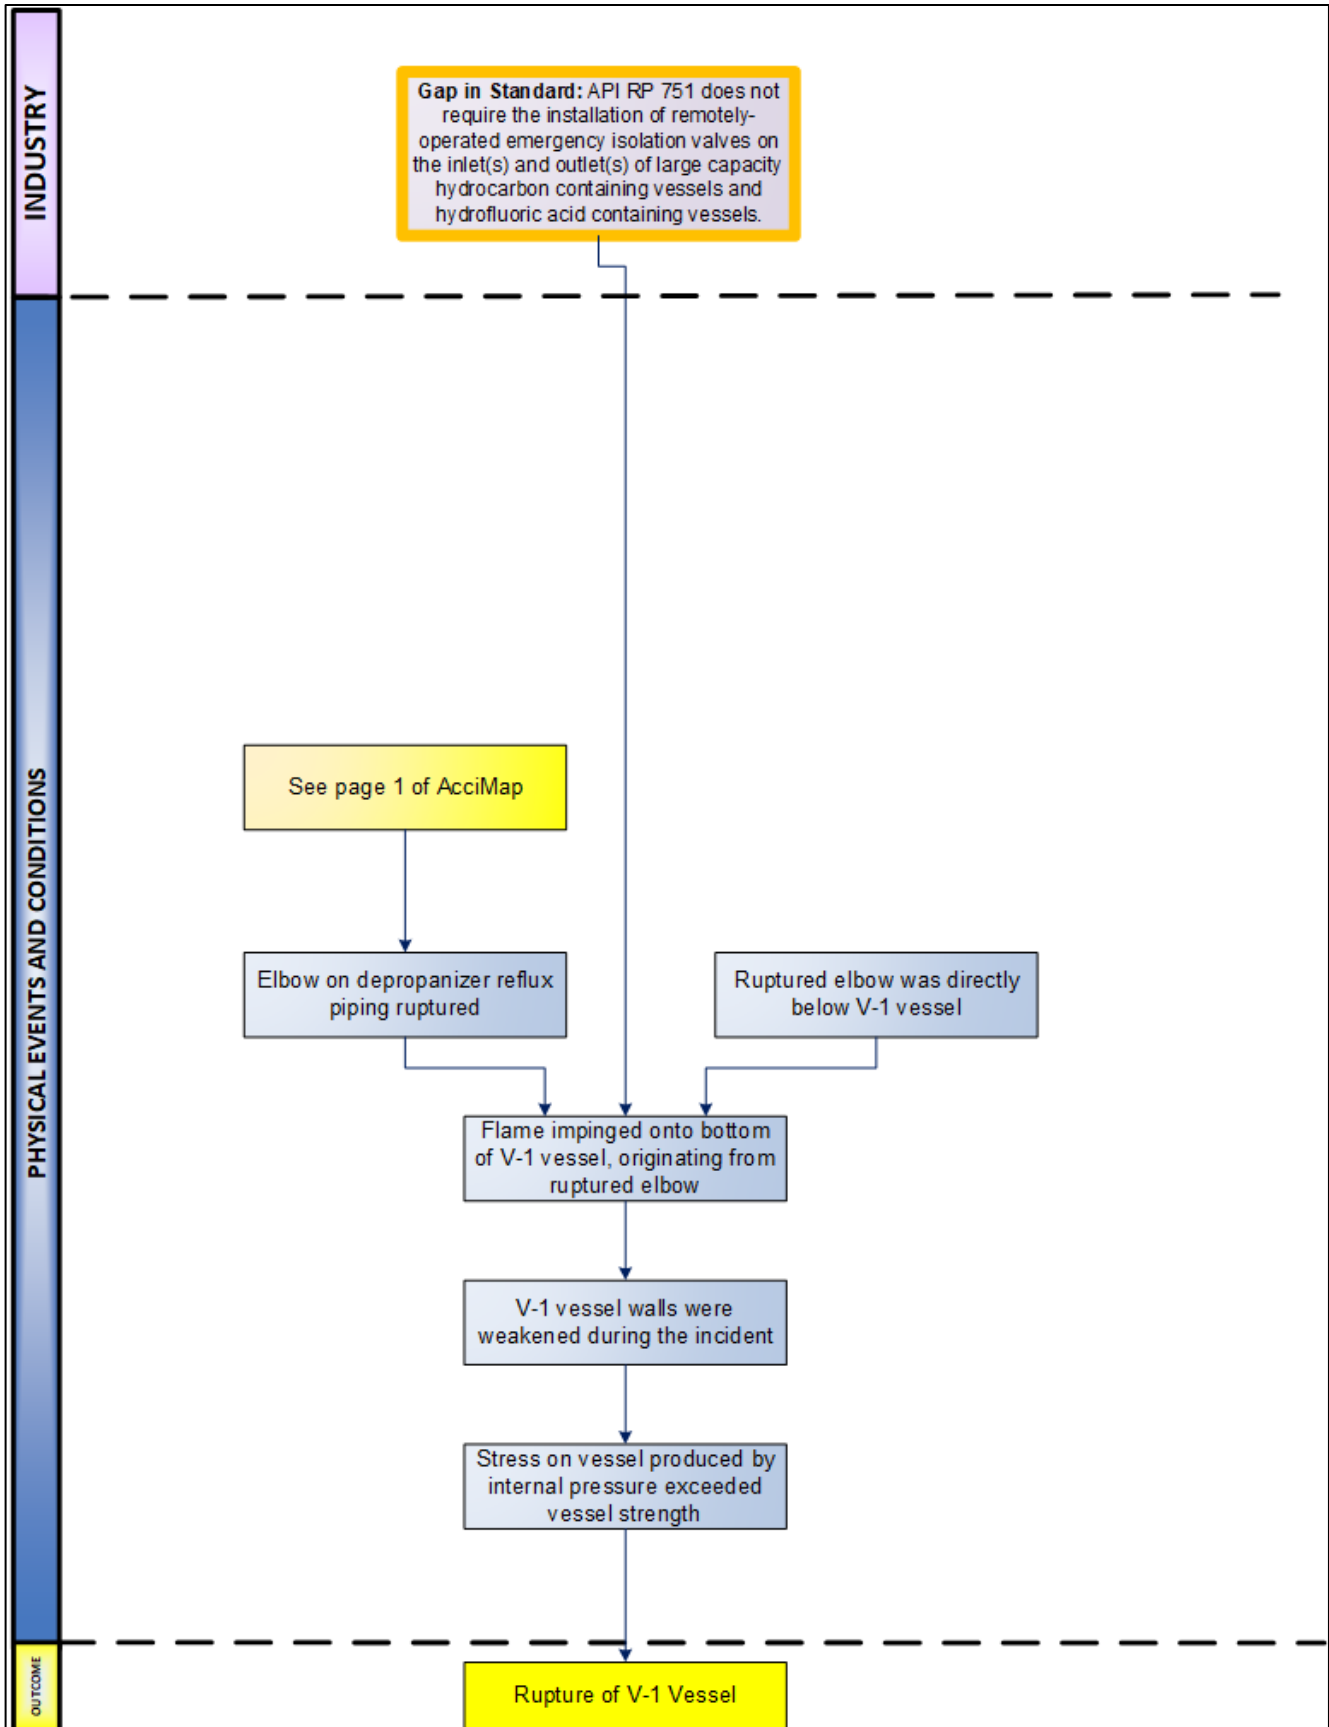 INDUSTRY
Gap in Standard: API RP 751 does not
require the installation of remotely-
operated emergency isolation valves on
the inlet(s) and outlet(s) of large capacity
hydrocarbon containing vessels and
hydrofluoric acid containing vessels.
PHYSICAL EVENTS AND CONDITIONS
See page 1 of AcciMap
Elbow on depropanizer reflux
piping ruptured
Ruptured elbow was directly
below V-1 vessel
Flame impinged onto bottom
of V-1 vessel, originating from
ruptured elbow
V-1 vessel walls were
weakened during the incident
Stress on vessel produced by
internal pressure exceeded
vessel strength
OUTCOME
Rupture of V-1 Vessel